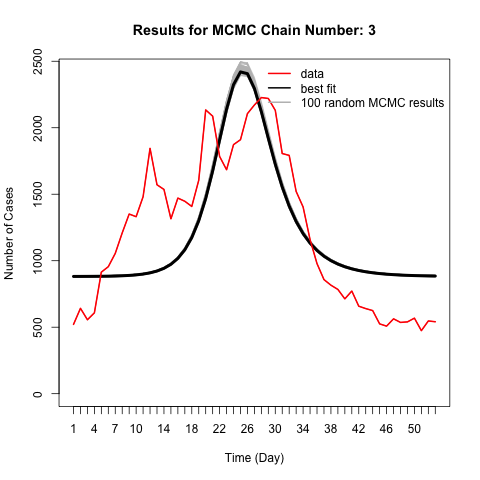 Results for MCMC Chain Number: 3
data
best fit
100 random MCMC results
Number of Cases
2500
2000
1500
1000
500
0
1 4 7 10 14 18 22 26 30 34 38 42 46 50
Time (Day)